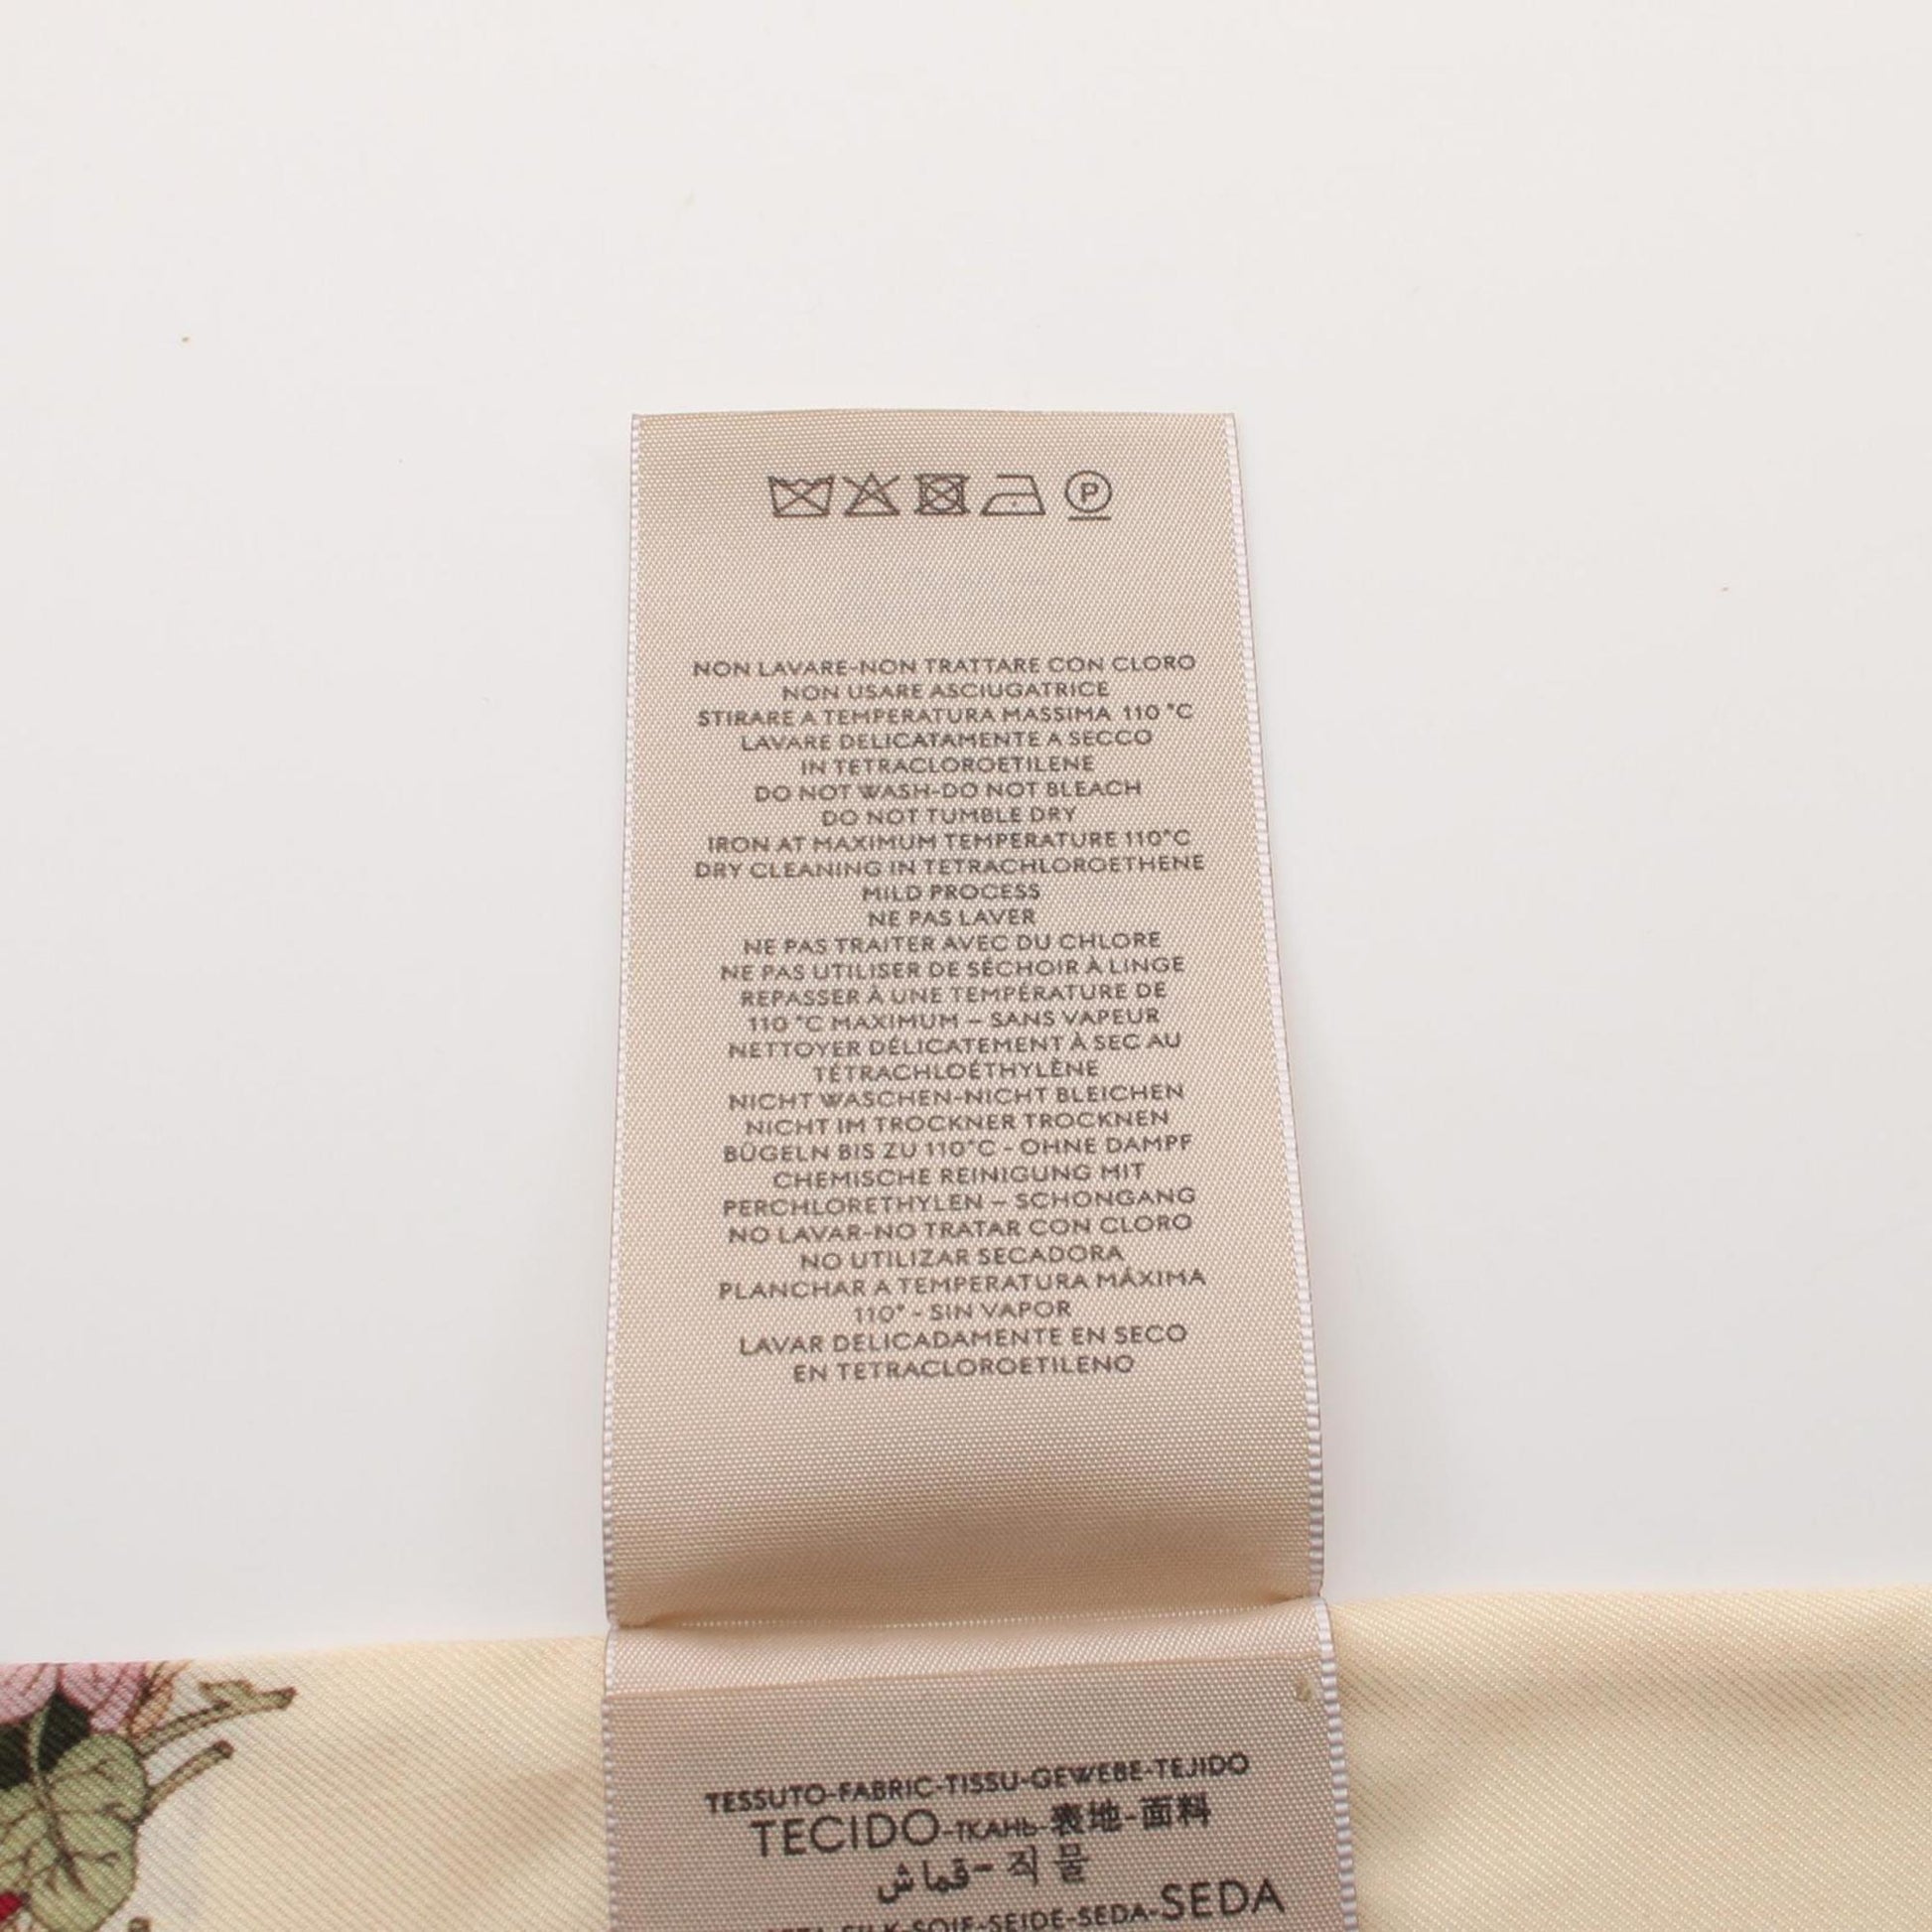 P
NON LAVARE-NON TRATTARE CON CLORO
NON USARE ASCIUGATRICE
STIRARE A TEMPERATURA MASSIMA 110 °C
LAVARE DELICATAMENTE A SECCO
IN TETRACLOROETILENE
DO NOT WASH-DO NOT BLEACH
DO NOT TUMBLE DRY
IRON AT MAXIMUM TEMPERATURE 110°C
DRY CLEANING IN TETRACHLOROETHENE
MILD PROCESS
NE PAS LAVER
NE PAS TRAITER AVEC DU CHLORE
NE PAS UTILISER DE SÉCHOIR À LINGE
REPASSER À UNE TEMPÉRATURE DE
110 °C MAXIMUM – SANS VAPEUR
NETTOYER DÉLICATEMENT À SEC AU
TÉTRACHLOÉTHYLÈNE
NICHT WASCHEN-NICHT BLEICHEN
NICHT IM TROCKNER TROCKNEN
BÜGELN BIS ZU 110°C - OHNE DAMPF
CHEMISCHE REINIGUNG MIT
PERCHLORETHYLEN – SCHONGANG
NO LAVAR-NO TRATAR CON CLORO
NO UTILIZAR SECADORA
PLANCHAR A TEMPERATURA MÁXIMA
110° - SIN VAPOR
LAVAR DELICADAMENTE EN SECO
EN TETRACLOROETILENO
TESSUTO-FABRIC-TISSU-GEWEBE-TEJIDO
TECIDO-ТКАНЬ-表地-面料
قماش-직물
SILK-SOIE-SEIDE-SEDA-SEDA